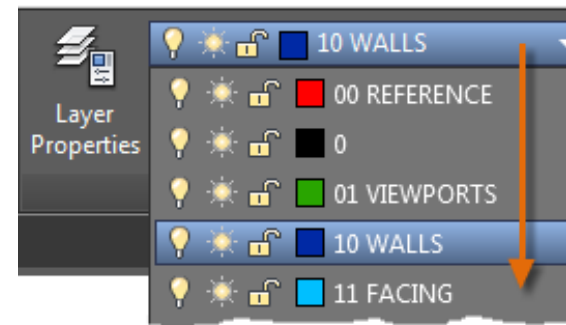 10 WALLS
Layer
Properties
00 REFERENCE
0
01 VIEWPORTS
10 WALLS
11 FACING